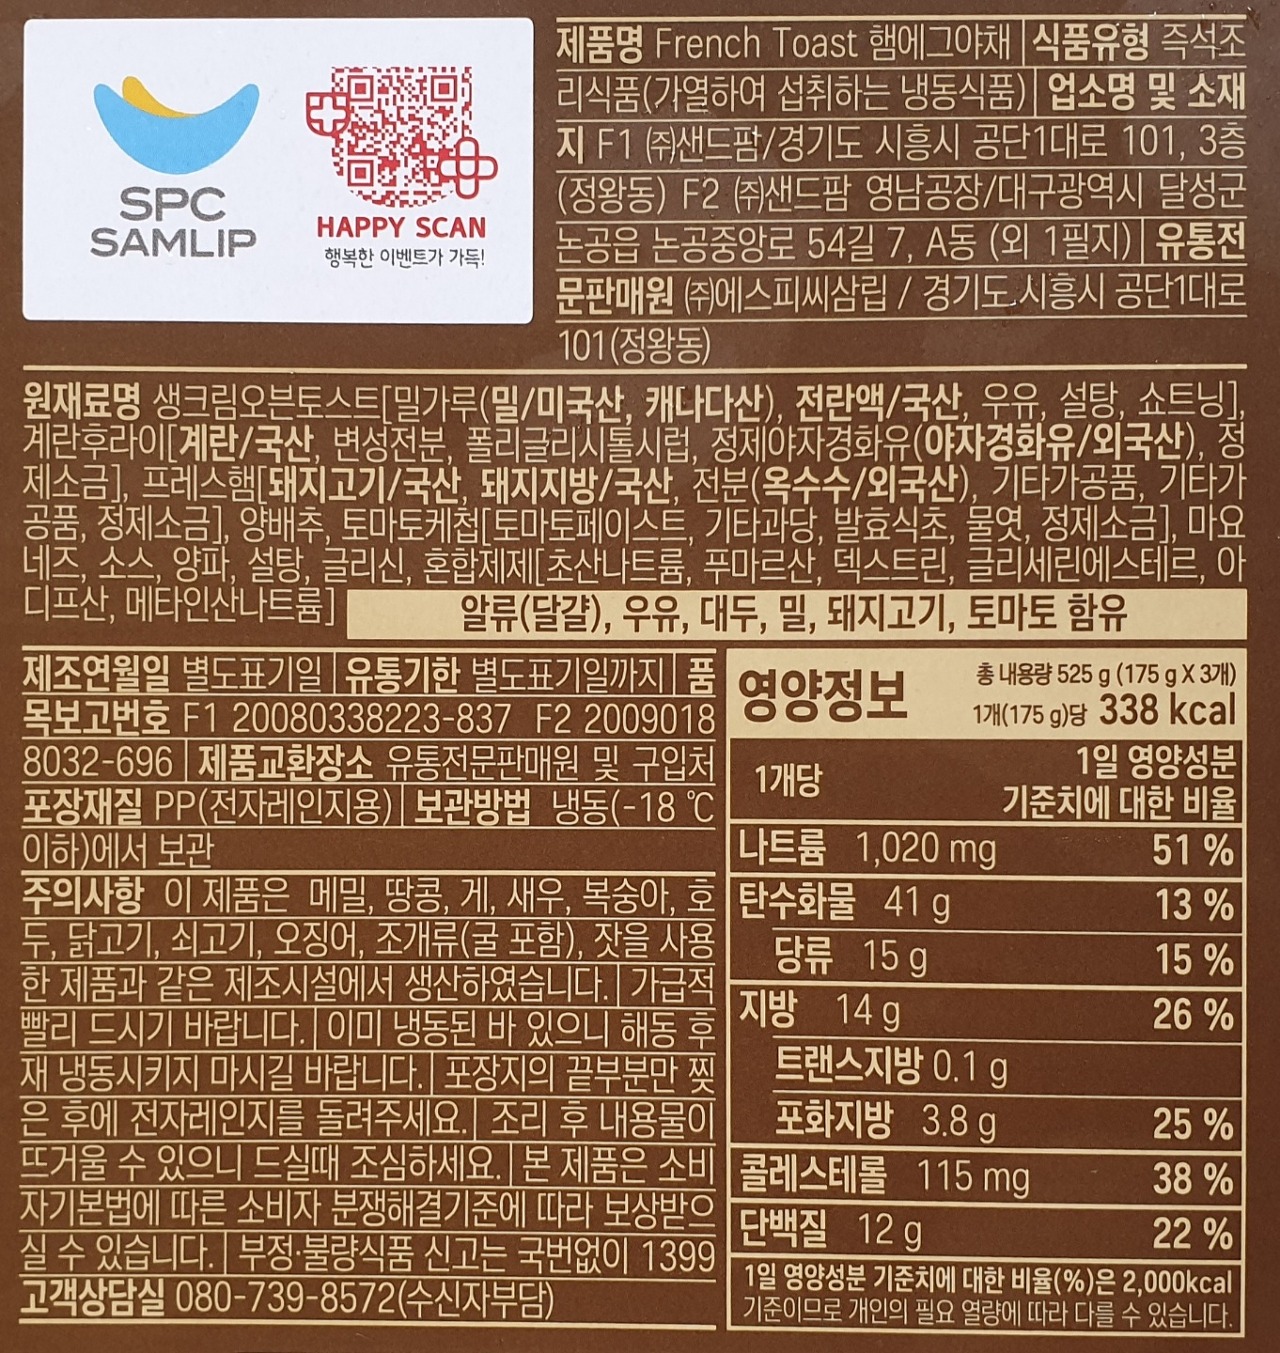 SPC
SAMLIP
HAPPY SCAN
행복한 이벤트가 가득!
제품명 French Toast 햄에그야채 | 식품유형 즉석조
리식품(가열하여 섭취하는 냉동식품) | 업소명 및 소재
지 F1 ㈜샌드팜/경기도 시흥시 공단1대로 101, 3층
(정왕동) F2 ㈜샌드팜 영남공장/대구광역시 달성군
논공읍 논공중앙로 54길 7, A동 (외 1필지) | 유통전
문판매원 ㈜에스피씨삼립 / 경기도 시흥시 공단1대로
101(정왕동)
원재료명 생크림오븐토스트[밀가루(밀/미국산, 캐나다산), 전란액/국산, 우유, 설탕, 쇼트닝],
계란후라이[계란/국산, 변성전분, 폴리글리시톨시럽, 정제야자경화유(야자경화유/외국산), 정
제소금], 프레스햄[돼지고기/국산, 돼지지방/국산, 전분(옥수수/외국산), 기타가공품, 기타가
공품, 정제소금], 양배추, 토마토케첩[토마토페이스트, 기타과당, 발효식초, 물엿, 정제소금], 마요
네즈, 소스, 양파, 설탕, 글리신, 혼합제제[초산나트륨, 푸마르산, 덱스트린, 글리세린에스테르, 아
디프산, 메타인산나트륨]
알류(달걀), 우유, 대두, 밀, 돼지고기, 토마토 함유
제조연월일 별도표기일 | 유통기한 별도표기일까지 | 품
목보고번호 F1 20080338223-837 F2 2009018
8032-696 | 제품교환장소 유통전문판매원 및 구입처
포장재질 PP(전자레인지용) | 보관방법 냉동(-18 ℃
이하)에서 보관
주의사항 이 제품은 메밀, 땅콩, 게, 새우, 복숭아, 호
두, 닭고기, 쇠고기, 오징어, 조개류(굴 포함), 잣을 사용
한 제품과 같은 제조시설에서 생산하였습니다. | 가급적
빨리 드시기 바랍니다. | 이미 냉동된 바 있으니 해동 후
재 냉동시키지 마시길 바랍니다. | 포장지의 끝부분만 찢
은 후에 전자레인지를 돌려주세요. | 조리 후 내용물이
뜨거울 수 있으니 드실때 조심하세요. | 본 제품은 소비
자기본법에 따른 소비자 분쟁해결기준에 따라 보상받으
실 수 있습니다. | 부정·불량식품 신고는 국번없이 1399
고객상담실 080-739-8572(수신자부담)
영양정보
총 내용량 525 g (175 g X 3개)
1개(175 g)당 338 kcal
1개당 1일 영양성분
기준치에 대한 비율
나트륨 1,020 mg 51 %
탄수화물 41 g 13 %
당류 15 g 15 %
지방 14 g 26 %
트랜스지방 0.1 g
포화지방 3.8 g 25 %
콜레스테롤 115 mg 38 %
단백질 12 g 22 %
1일 영양성분 기준치에 대한 비율(%)은 2,000kcal
기준이므로 개인의 필요 열량에 따라 다를 수 있습니다.